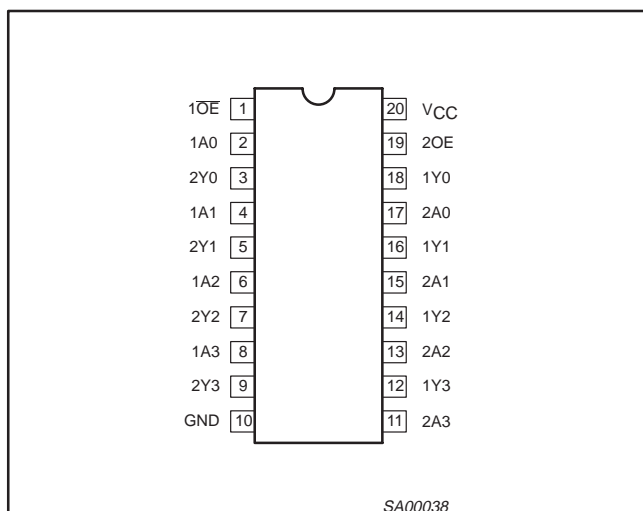 1O̅E̅ 1 20 VCC
1A0 2 19 2OE
2Y0 3 18 1Y0
1A1 4 17 2A0
2Y1 5 16 1Y1
1A2 6 15 2A1
2Y2 7 14 1Y2
1A3 8 13 2A2
2Y3 9 12 1Y3
GND 10 11 2A3
SA00038